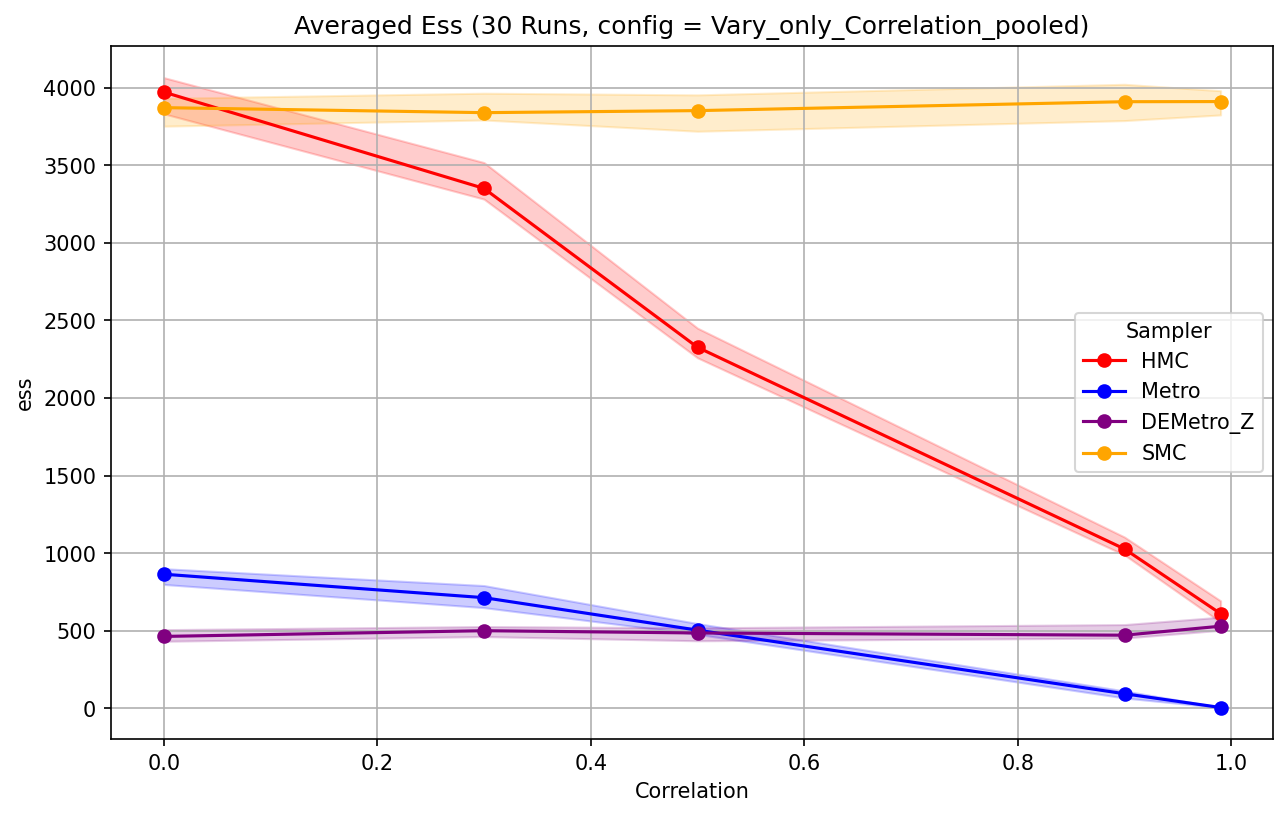 Averaged Ess (30 Runs, config = Vary_only_Correlation_pooled)
ess
4000
3500
3000
2500
2000
1500
1000
500
0
Sampler
HMC
Metro
DEMetro_Z
SMC
0.0 0.2 0.4 0.6 0.8 1.0
Correlation